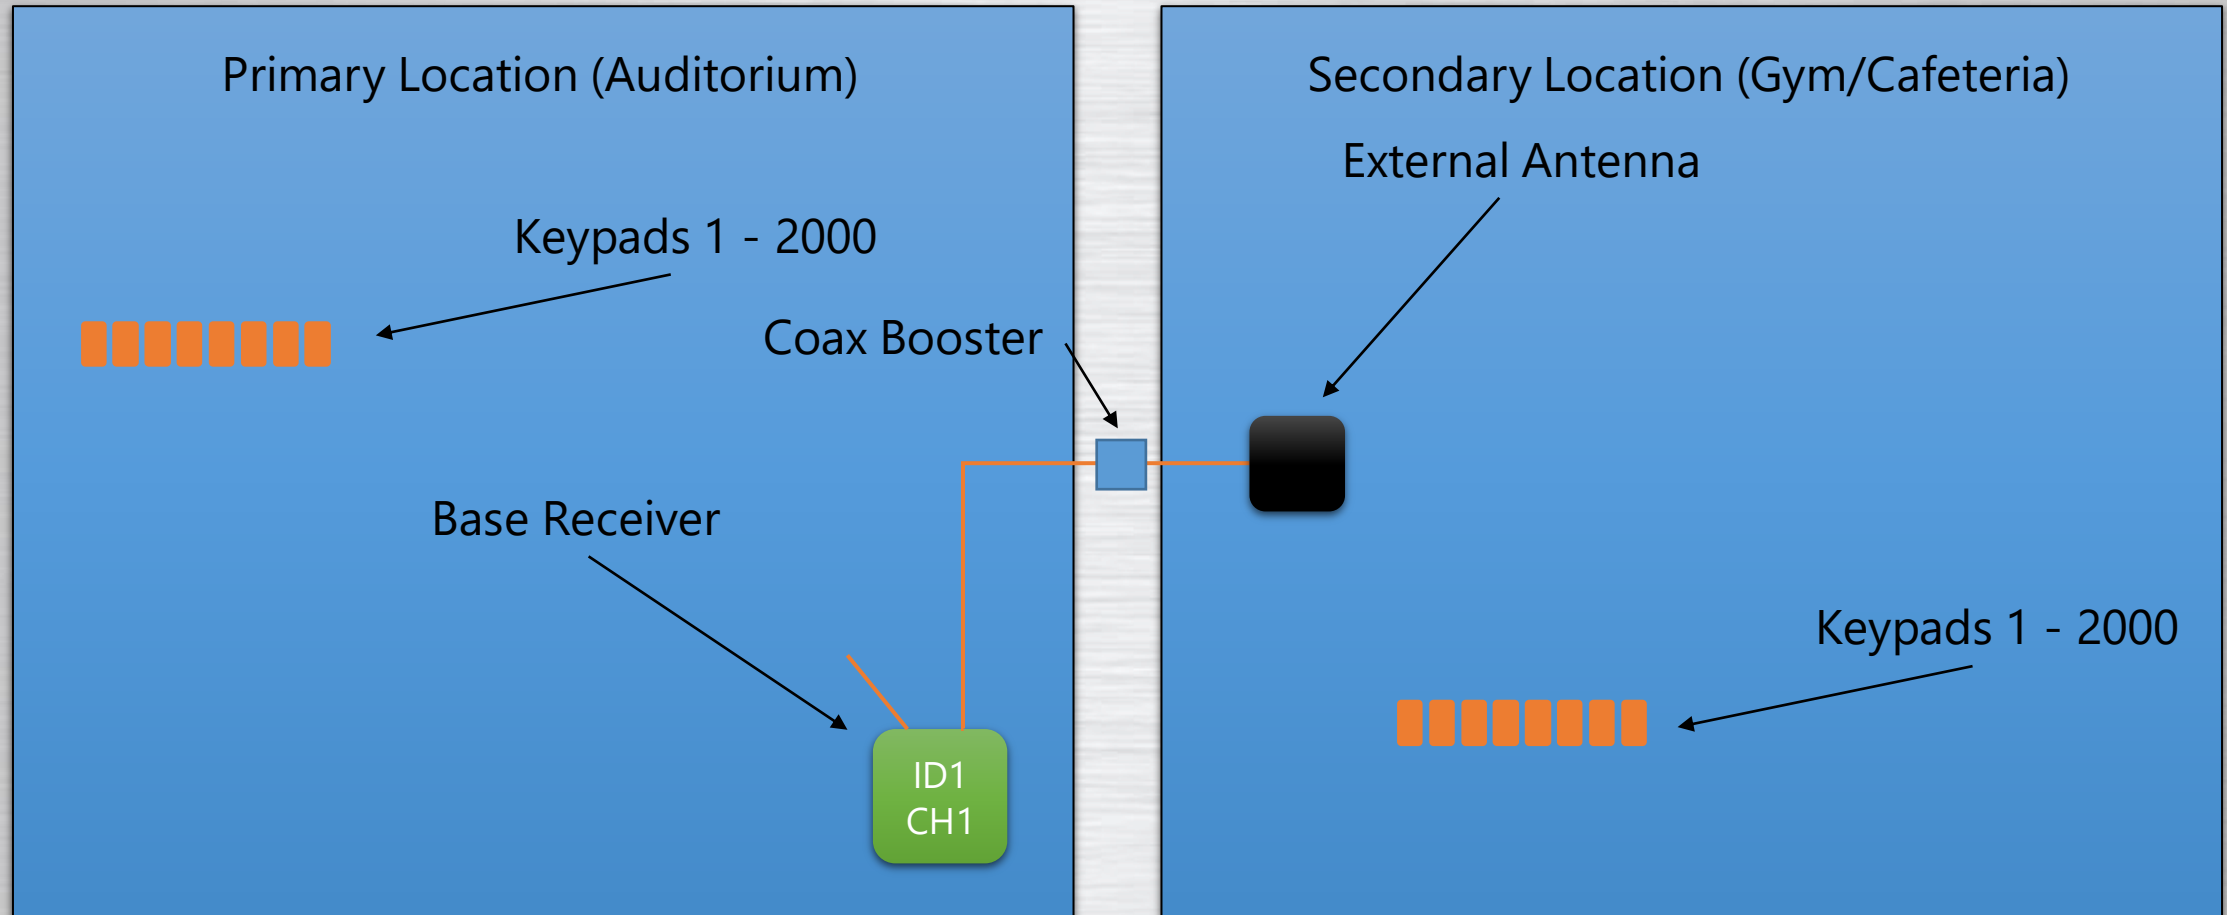 Primary Location (Auditorium)
Keypads 1 - 2000
Coax Booster
Base Receiver
ID1
CH1
Secondary Location (Gym/Cafeteria)
External Antenna
Keypads 1 - 2000